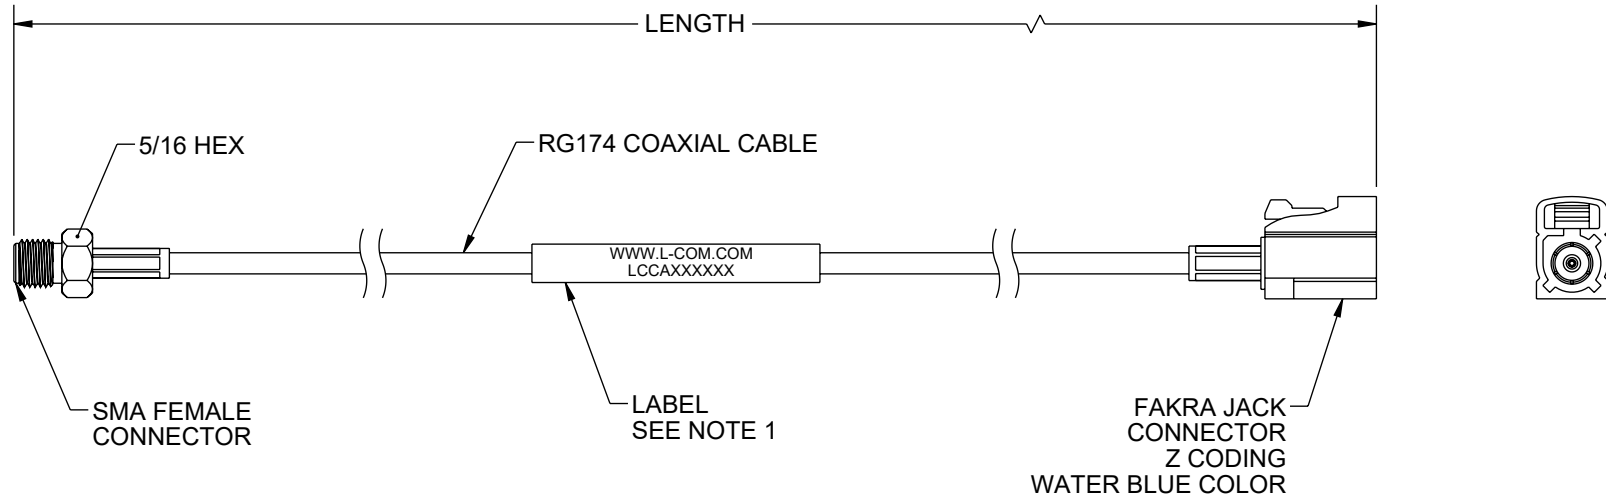 LENGTH
5/16 HEX
RG174 COAXIAL CABLE
WWW.L-COM.COM
LCCAXXXXXX
SMA FEMALE
CONNECTOR
LABEL
SEE NOTE 1
FAKRA JACK
CONNECTOR
Z CODING
WATER BLUE COLOR